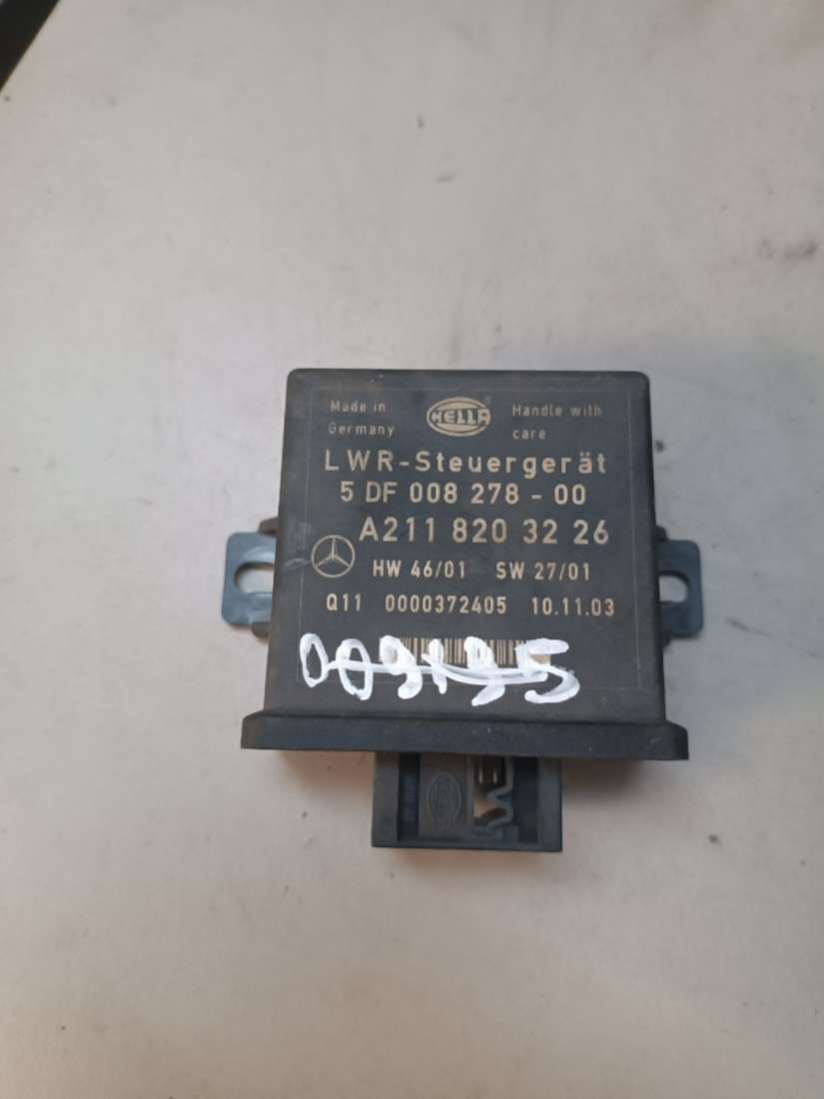 Made in Germany
HELLA
Handle with care
LWR-Steuergerät
5 DF 008 278 - 00
A211 820 32 26
HW 46/01 SW 27/01
Q11 0000372405 10.11.03
009135